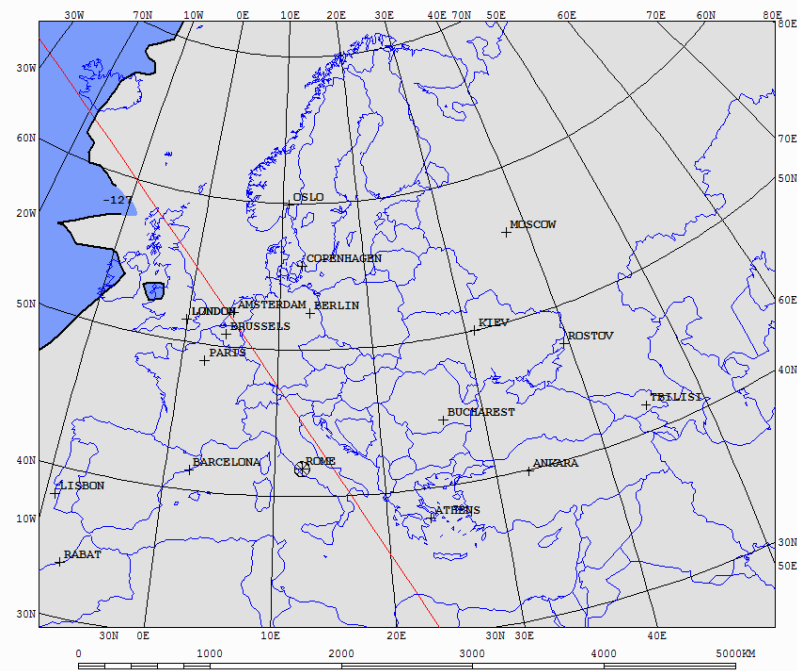 30W 70N 10W 0E 10E 20E 30E 40E 70N 50E 60E 70E 60N 80E
80E
30W
60N
70N
50N
20W
-127
OSLO
MOSCOW
COPENHAGEN
60E
50N
LONDON AMSTERDAM BERLIN
BRUSSELS
KIEV
ROSTOV
PARIS
40N
TBILISI
BUCHAREST
40N
BARCELONA
ROME
ANKARA
LISBON
10W
ATHENS
30N
RABAT
50E
30N
30N 0E 10E 20E 30N 30E 40E
0 1000 2000 3000 4000 5000KM